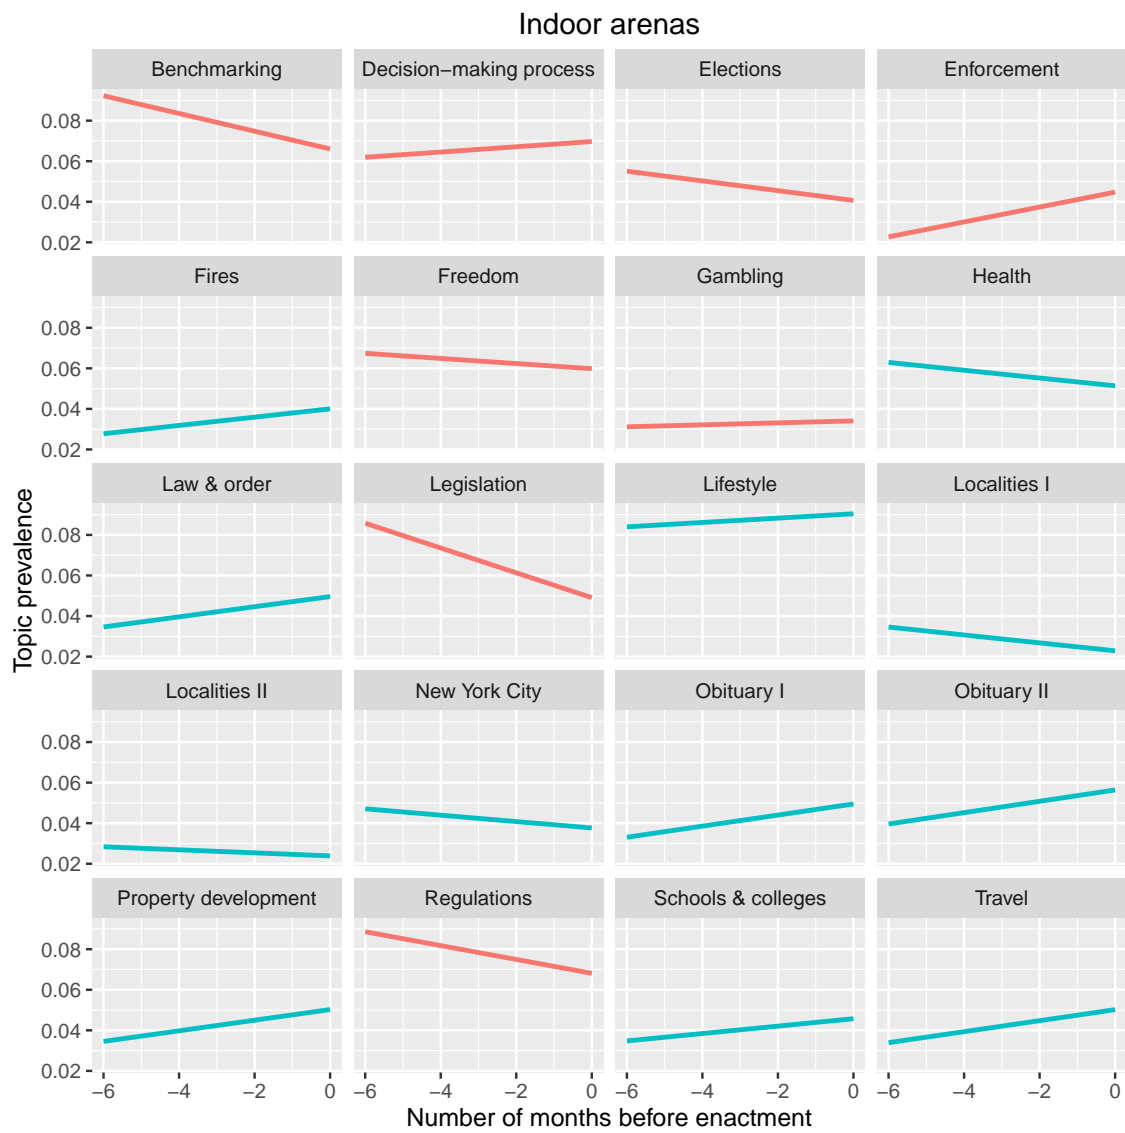 Indoor arenas
Benchmarking
Decision−making process
Elections
Enforcement
0.08
0.06
0.04
0.02
Fires
Freedom
Gambling
Health
0.08
0.06
0.04
0.02
Law & order
Legislation
Lifestyle
Localities I
0.08
0.06
0.04
0.02
Localities II
New York City
Obituary I
Obituary II
0.08
0.06
0.04
0.02
Property development
Regulations
Schools & colleges
Travel
0.08
0.06
0.04
0.02
−6 −4 −2 0 −6 −4 −2 0 −6 −4 −2 0 −6 −4 −2 0
Number of months before enactment
Topic prevalence